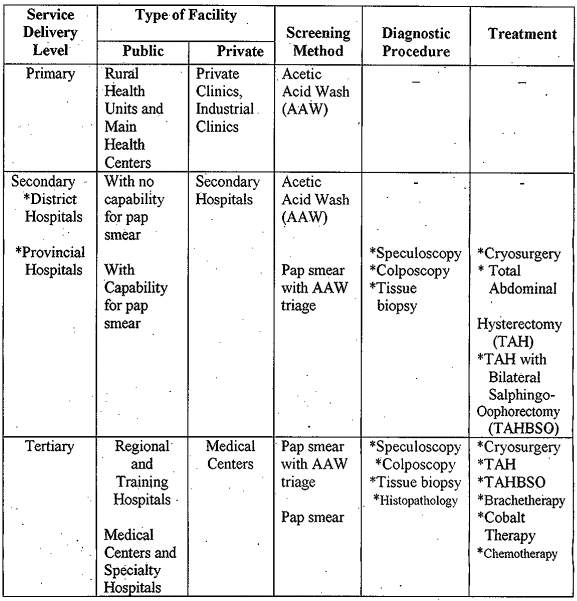 Service Delivery Level
Type of Facility
Public
Private
Screening Method
Diagnostic Procedure
Treatment
Primary
Rural Health Units and Main Health Centers
Private Clinics, Industrial Clinics
Acetic Acid Wash (AAW)
–
–
Secondary
*District Hospitals
*Provincial Hospitals
With no capability for pap smear
With Capability for pap smear
Secondary Hospitals
Acetic Acid Wash (AAW)
Pap smear with AAW triage
-
*Speculoscopy
*Colposcopy
*Tissue biopsy
-
*Cryosurgery
* Total Abdominal
Hysterectomy (TAH)
*TAH with Bilateral Salphingo-Oophorectomy (TAHBSO)
Tertiary
Regional and Training Hospitals
Medical Centers and Specialty Hospitals
Medical Centers
Pap smear with AAW triage
Pap smear
*Speculoscopy
*Colposcopy
*Tissue biopsy
*Histopathology
*Cryosurgery
*TAH
*TAHBSO
*Brachetherapy
*Cobalt Therapy
*Chemotherapy